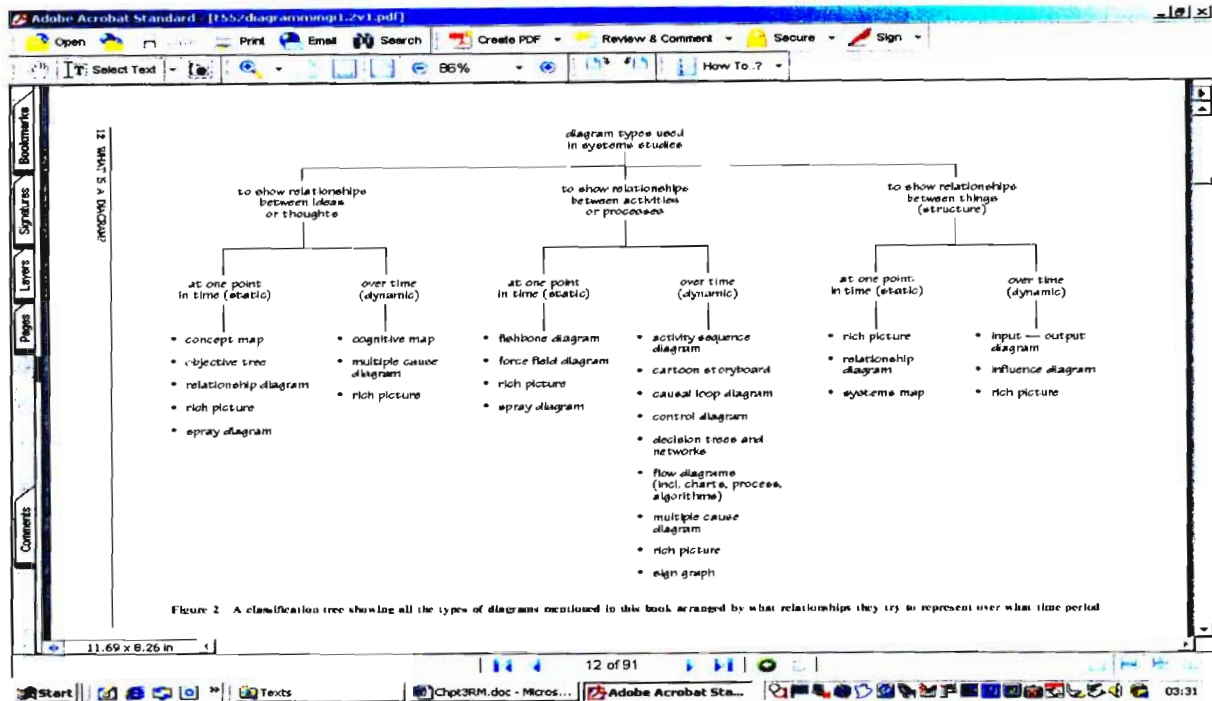 Adobe Acrobat Standard - [t552diagramming1.2v1.pdf]
Open Print Email Search Create PDF Review & Comment Secure Sign
Select Text 86% How To..?
Bookmarks
Signatures
Layers
Pages
Comments
12 WHAT IS A DIAGRAM?
diagram types used
in systems studies
to show relationships
between ideas
or thoughts
to show relationships
between activities
or processes
to show relationships
between things
(structure)
at one point
in time (static)
over time
(dynamic)
at one point
in time (static)
over time
(dynamic)
at one point
in time (static)
over time
(dynamic)
• concept map
• objective tree
• relationship diagram
• rich picture
• spray diagram
• cognitive map
• multiple cause
diagram
• rich picture
• fishbone diagram
• force field diagram
• rich picture
• spray diagram
• activity sequence
diagram
• cartoon storyboard
• causal loop diagram
• control diagram
• decision trees and
networks
• flow diagrams
(incl. charts, process,
algorithms)
• multiple cause
diagram
• rich picture
• sign graph
• rich picture
• relationship
diagram
• systems map
• input — output
diagram
• influence diagram
• rich picture
Figure 2 A classification tree showing all the types of diagrams mentioned in this book arranged by what relationships they try to represent over what time period
11.69 x 8.26 in
12 of 91
Start Texts Chpt3RM.doc - Micros... Adobe Acrobat Sta... 03:31